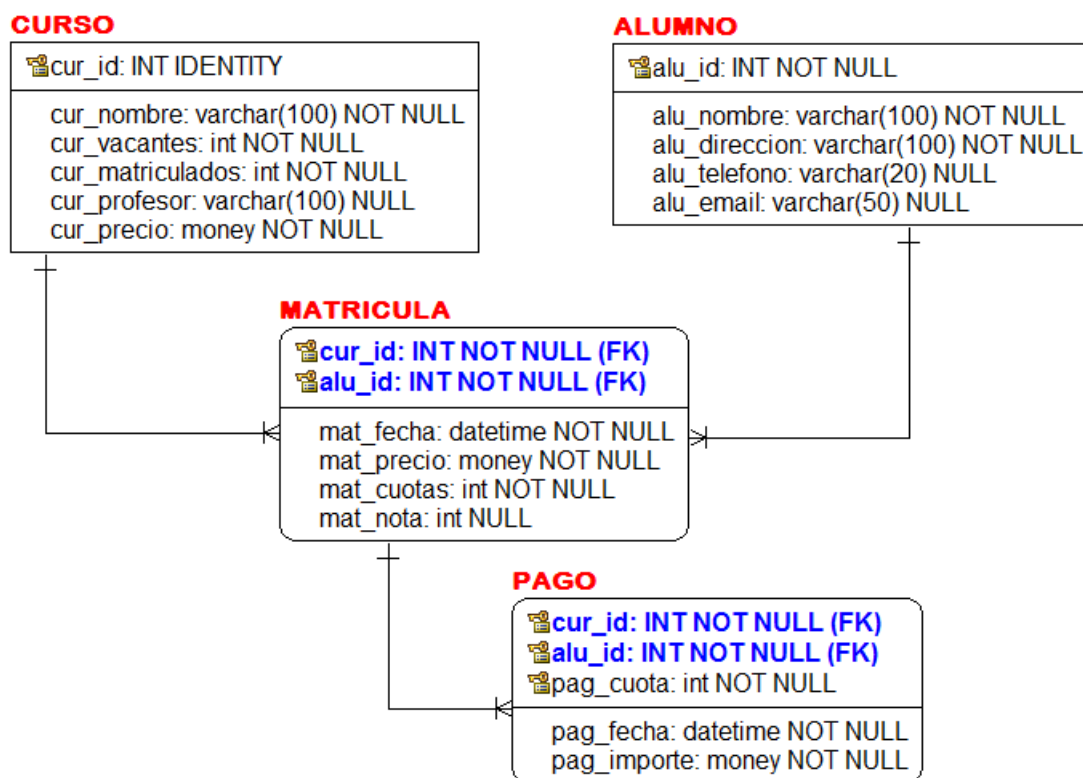 CURSO
cur_id: INT IDENTITY
cur_nombre: varchar(100) NOT NULL
cur_vacantes: int NOT NULL
cur_matriculados: int NOT NULL
cur_profesor: varchar(100) NULL
cur_precio: money NOT NULL
ALUMNO
alu_id: INT NOT NULL
alu_nombre: varchar(100) NOT NULL
alu_direccion: varchar(100) NOT NULL
alu_telefono: varchar(20) NULL
alu_email: varchar(50) NULL
MATRICULA
cur_id: INT NOT NULL (FK)
alu_id: INT NOT NULL (FK)
mat_fecha: datetime NOT NULL
mat_precio: money NOT NULL
mat_cuotas: int NOT NULL
mat_nota: int NULL
PAGO
cur_id: INT NOT NULL (FK)
alu_id: INT NOT NULL (FK)
pag_cuota: int NOT NULL
pag_fecha: datetime NOT NULL
pag_importe: money NOT NULL